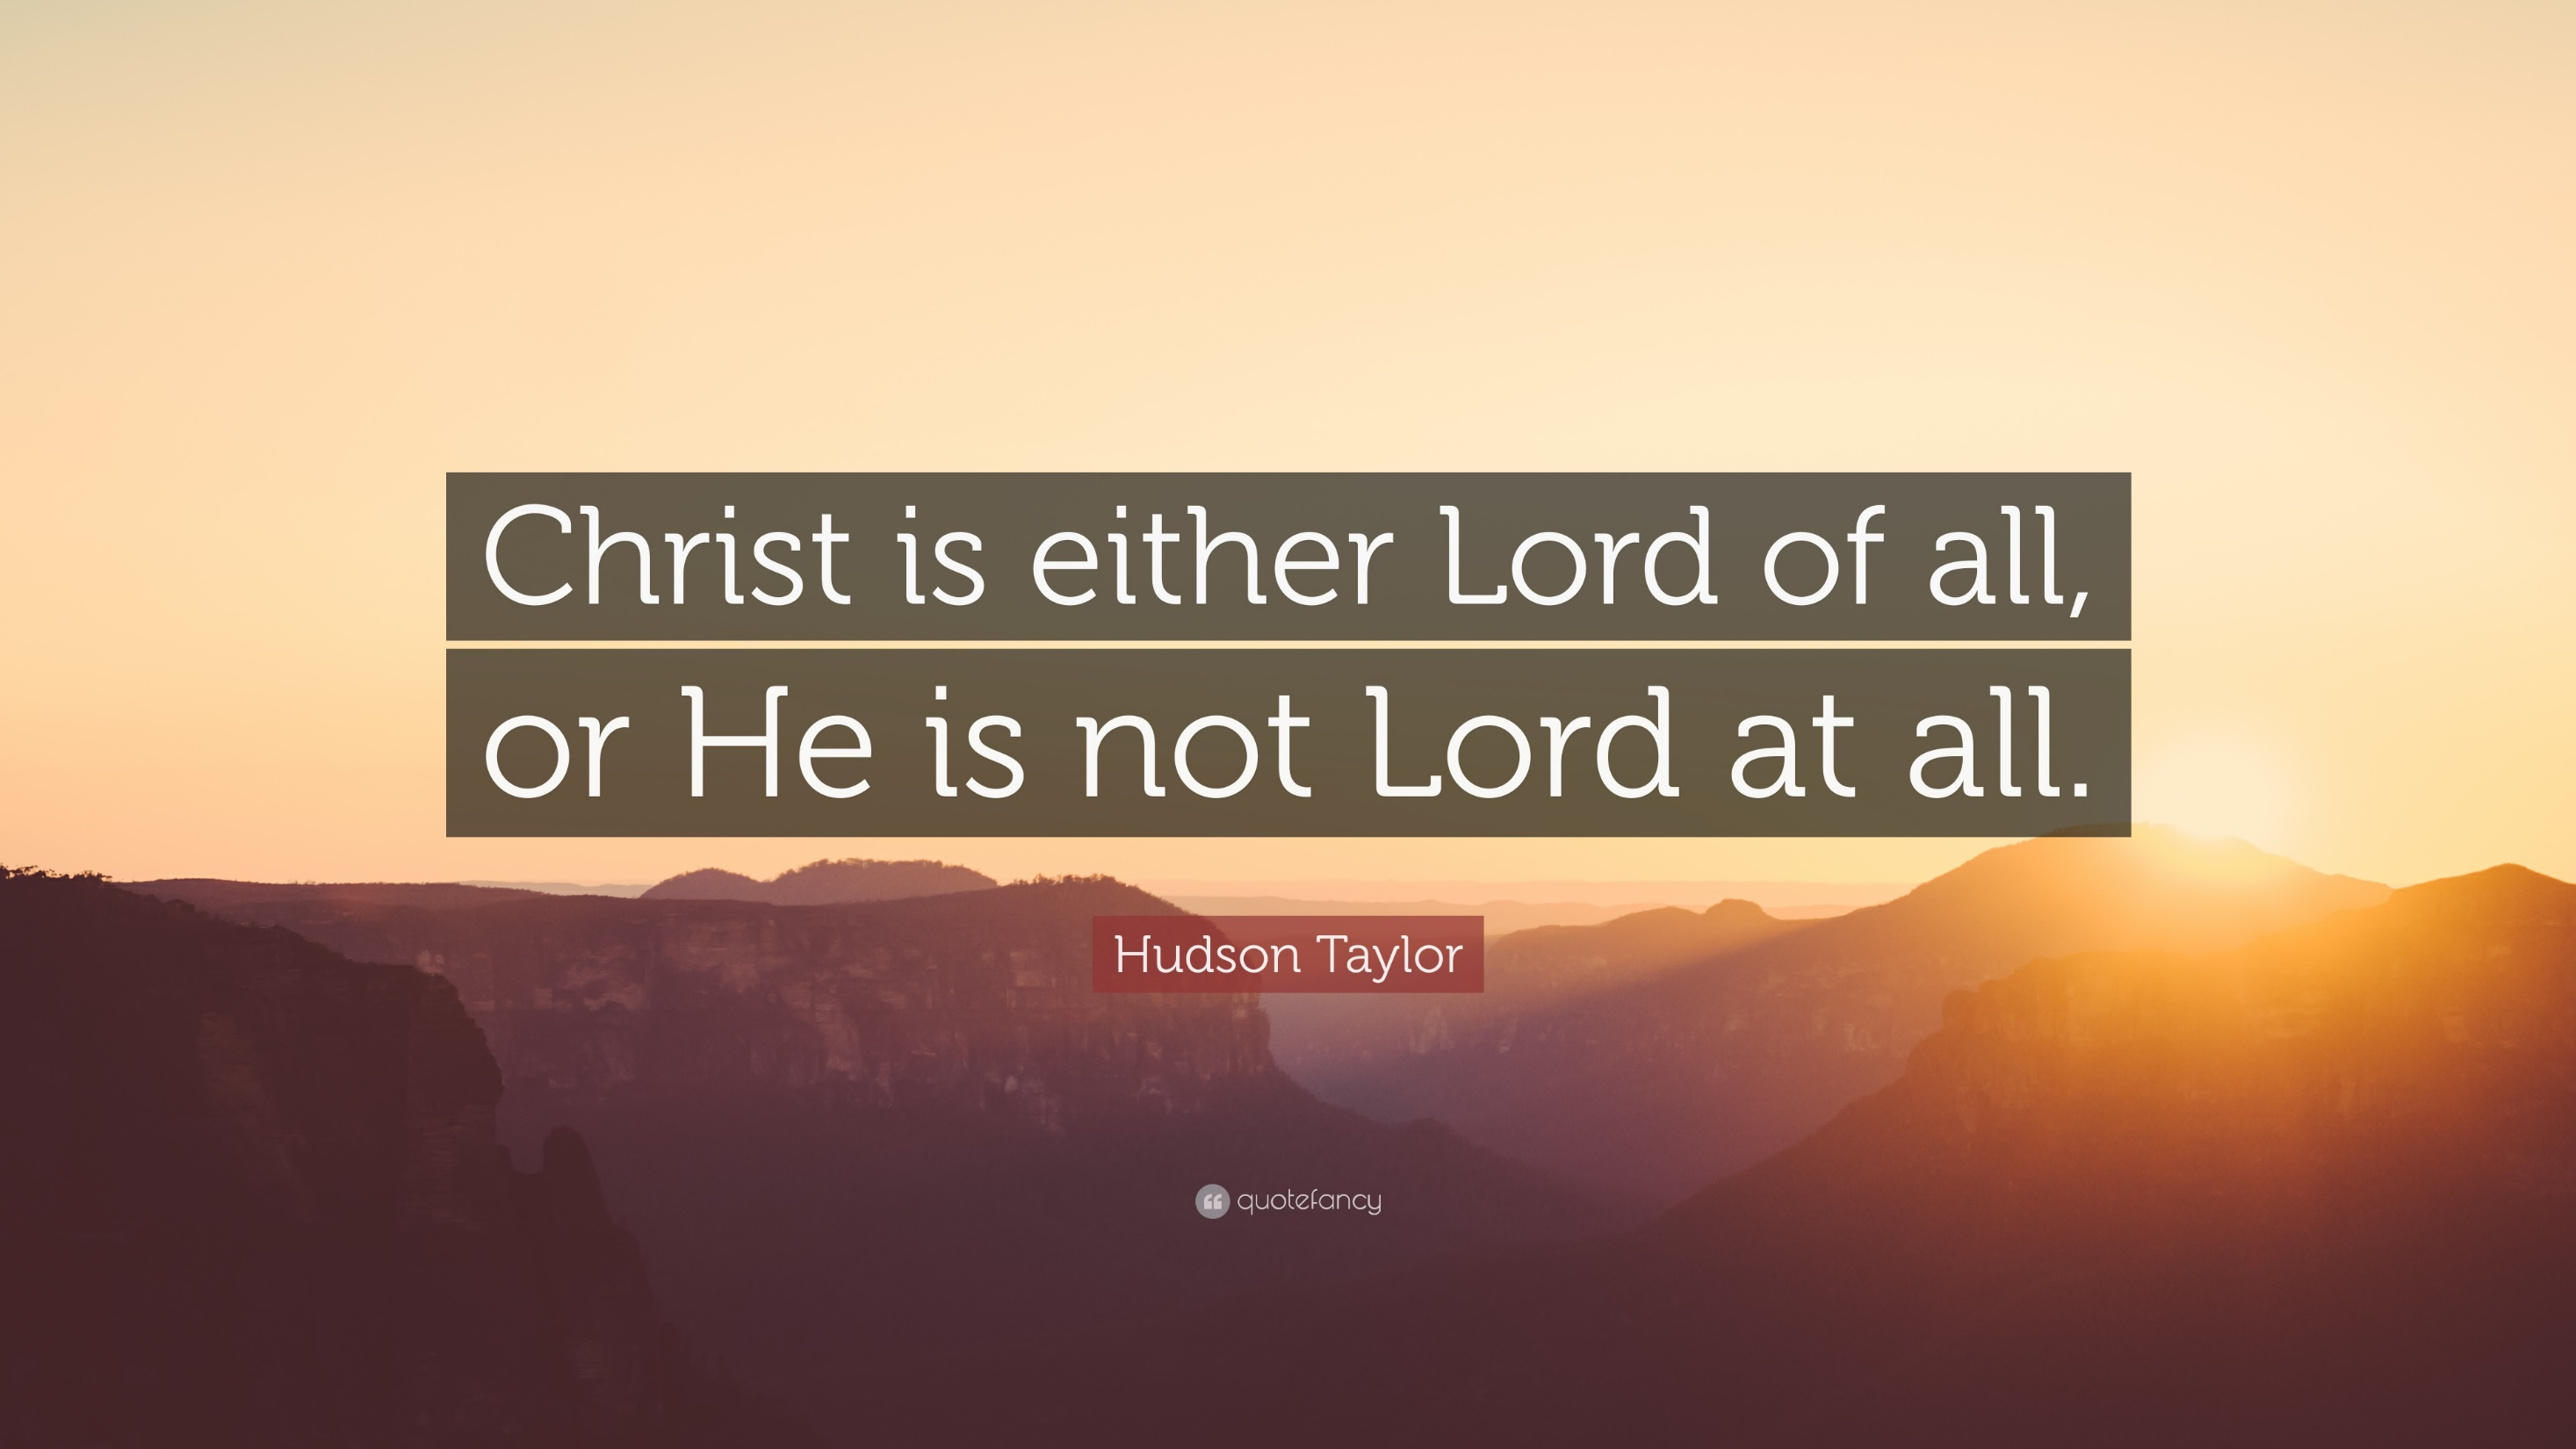 Christ is either Lord of all,
or He is not Lord at all.
Hudson Taylor
quotefancy